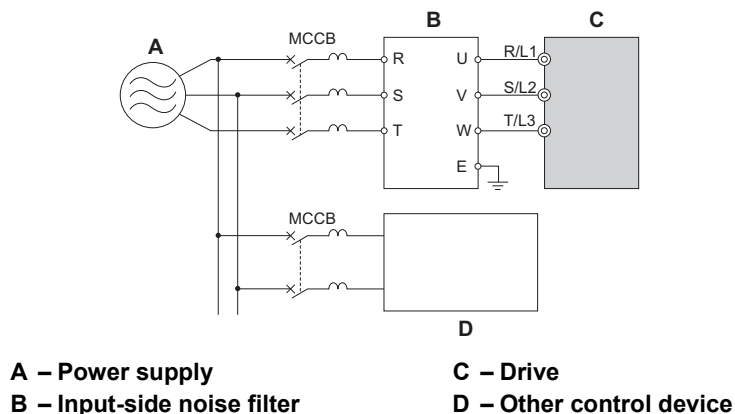 B
C
A
MCCB
R U R/L1
S V S/L2
T W T/L3
E
MCCB
D
A – Power supply
C – Drive
B – Input-side noise filter
D – Other control device